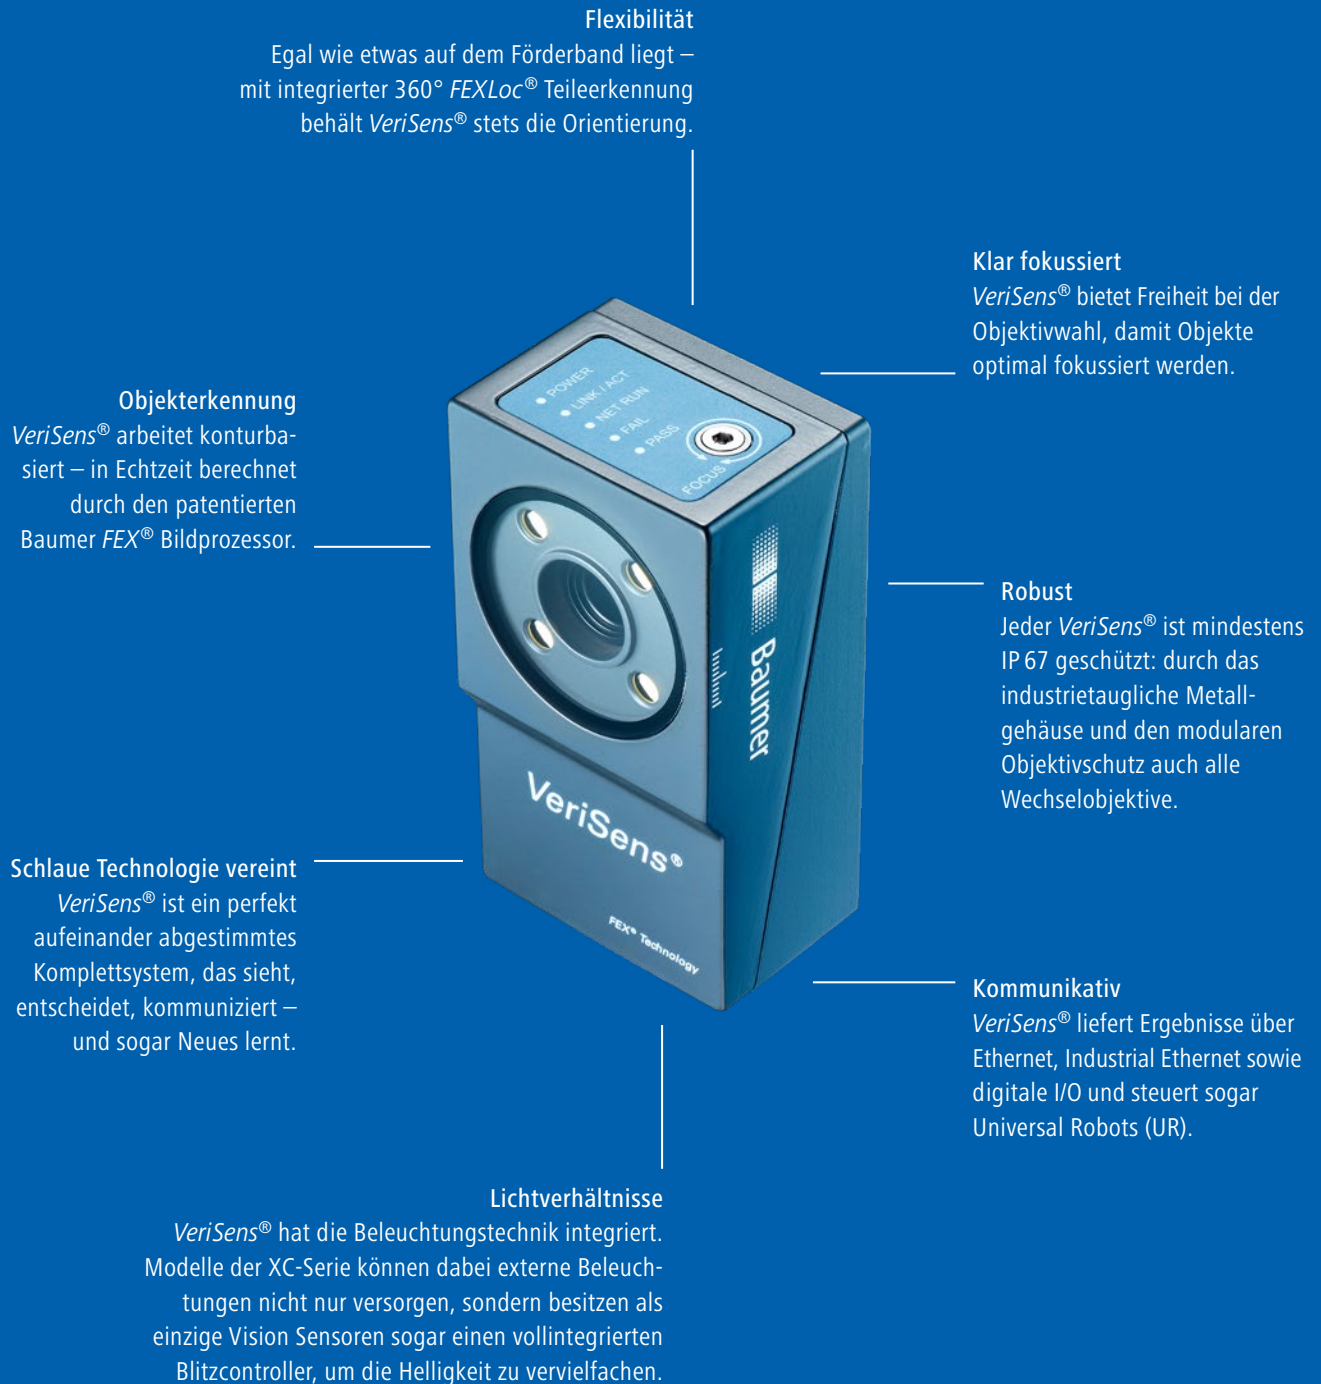 Flexibilität
Egal wie etwas auf dem Förderband liegt –
mit integrierter 360° FEXLoc® Teileerkennung
behält VeriSens® stets die Orientierung.
Klar fokussiert
VeriSens® bietet Freiheit bei der
Objektivwahl, damit Objekte
optimal fokussiert werden.
Objekterkennung
VeriSens® arbeitet konturba-
siert – in Echtzeit berechnet
durch den patentierten
Baumer FEX® Bildprozessor.
POWER
LINK / ACT
NET RUN
FAIL
PASS
FOCUS
Baumer
VeriSens®
FEX® Technology
Robust
Jeder VeriSens® ist mindestens
IP 67 geschützt: durch das
industrietaugliche Metall-
gehäuse und den modularen
Objektivschutz auch alle
Wechselobjektive.
Schlaue Technologie vereint
VeriSens® ist ein perfekt
aufeinander abgestimmtes
Komplettsystem, das sieht,
entscheidet, kommuniziert –
und sogar Neues lernt.
Kommunikativ
VeriSens® liefert Ergebnisse über
Ethernet, Industrial Ethernet sowie
digitale I/O und steuert sogar
Universal Robots (UR).
Lichtverhältnisse
VeriSens® hat die Beleuchtungstechnik integriert.
Modelle der XC-Serie können dabei externe Beleuch-
tungen nicht nur versorgen, sondern besitzen als
einzige Vision Sensoren sogar einen vollintegrierten
Blitzcontroller, um die Helligkeit zu vervielfachen.